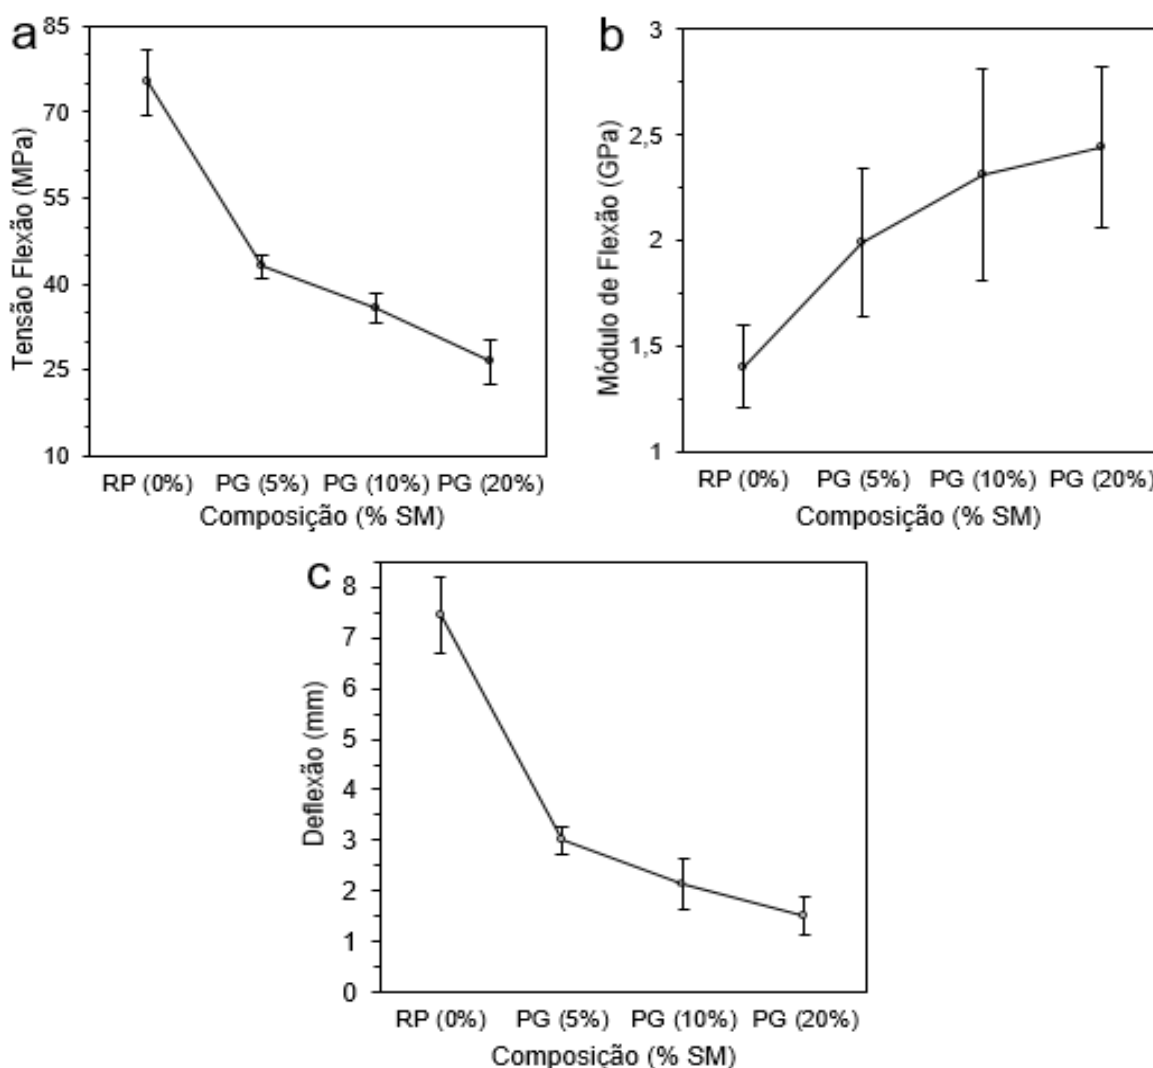 a
Tensão Flexão (MPa)
85
70
55
40
25
10
RP (0%) PG (5%) PG (10%) PG (20%)
Composição (% SM)
b
Módulo de Flexão (GPa)
3
2,5
2
1,5
1
RP (0%) PG (5%) PG (10%) PG (20%)
Composição (% SM)
c
Deflexão (mm)
8
7
6
5
4
3
2
1
0
RP (0%) PG (5%) PG (10%) PG (20%)
Composição (% SM)